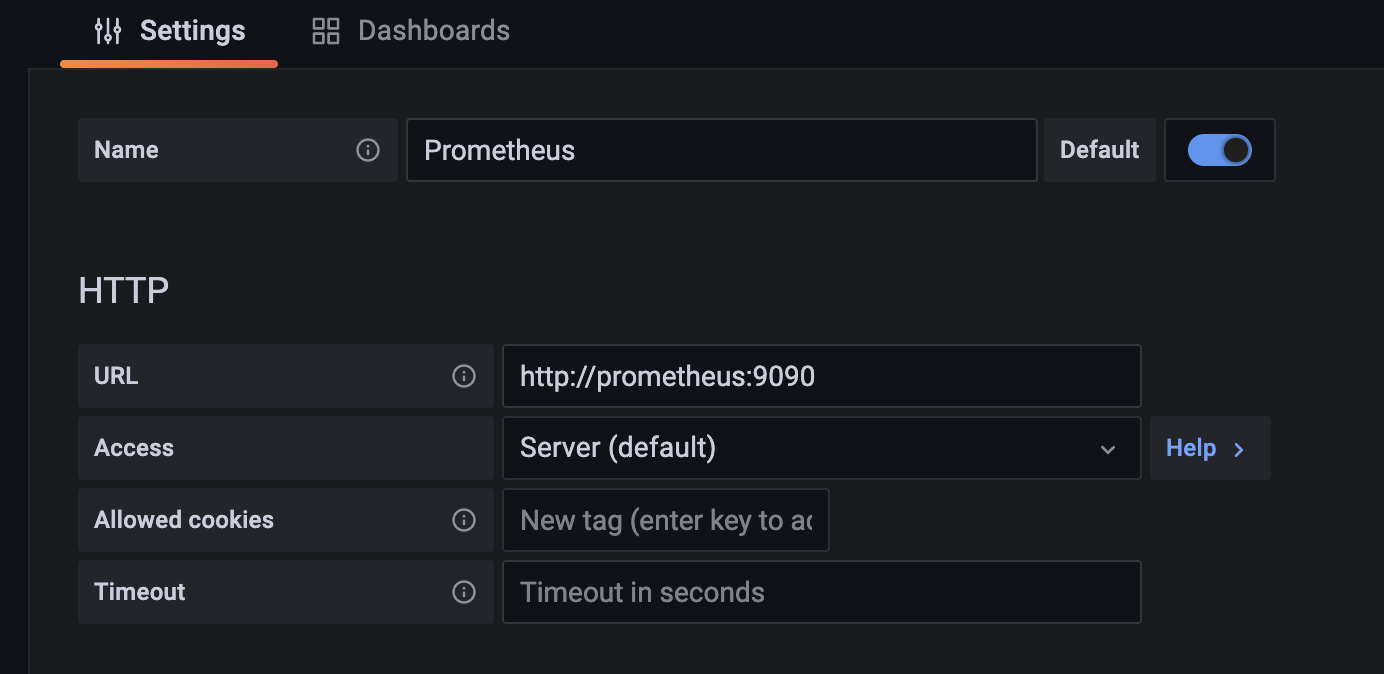 Settings
Dashboards
Name
Prometheus
Default
HTTP
URL
http://prometheus:9090
Access
Server (default)
Help
Allowed cookies
New tag (enter key to ac
Timeout
Timeout in seconds